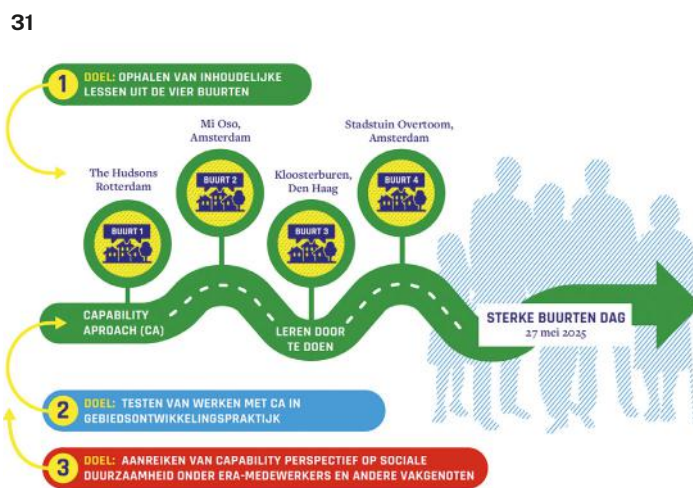 31
1
DOEL: OPHALEN VAN INHOUDELIJKE
LESSEN UIT DE VIER BUURTEN
The Hudsons
Rotterdam
BUURT 1
Mi Oso,
Amsterdam
BUURT 2
Kloosterburen,
Den Haag
BUURT 3
Stadstuin Overtoom,
Amsterdam
BUURT 4
CAPABILITY
APROACH (CA)
LEREN DOOR
TE DOEN
STERKE BUURTEN DAG
27 mei 2025
2
DOEL: TESTEN VAN WERKEN MET CA IN
GEBIEDSONTWIKKELINGSPRAKTIJK
3
DOEL: AANREIKEN VAN CAPABILITY PERSPECTIEF OP SOCIALE
DUURZAAMHEID ONDER ERA-MEDEWERKERS EN ANDERE VAKGENOTEN